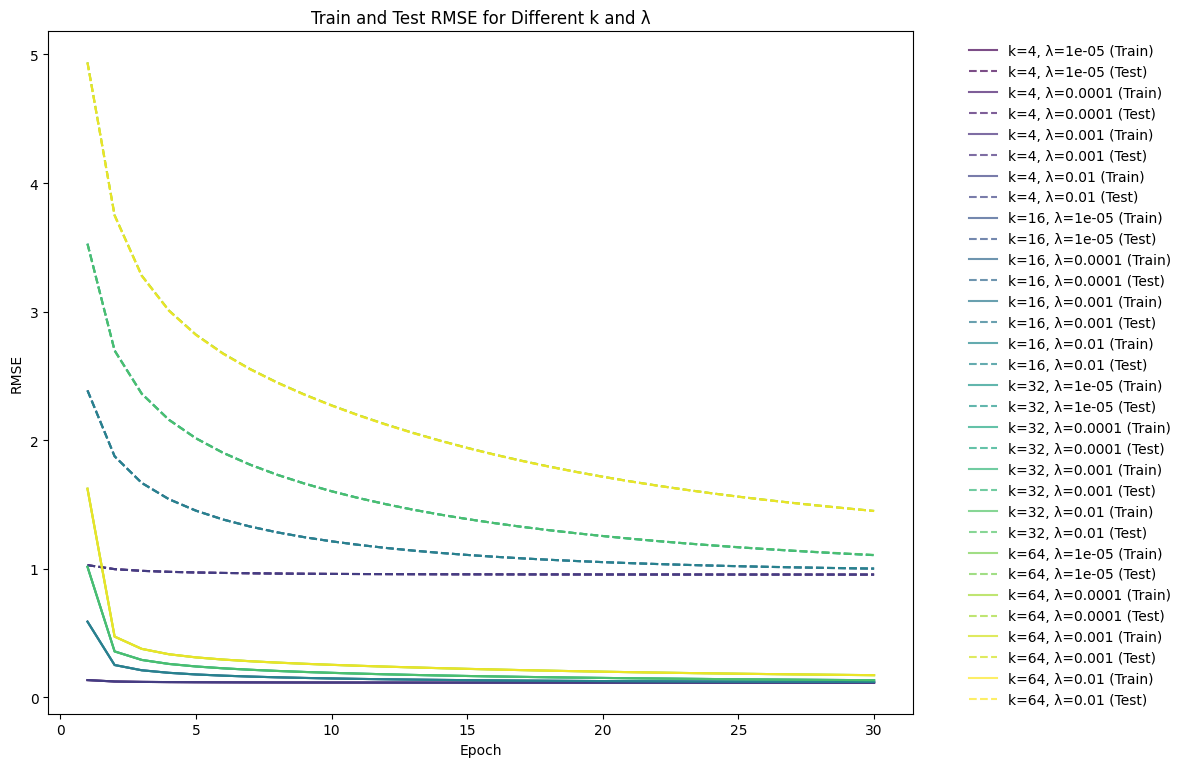 Train and Test RMSE for Different k and λ
5
4
3
2
1
0
RMSE
0
5
10
15
20
25
30
Epoch
k=4, λ=1e-05 (Train)
k=4, λ=1e-05 (Test)
k=4, λ=0.0001 (Train)
k=4, λ=0.0001 (Test)
k=4, λ=0.001 (Train)
k=4, λ=0.001 (Test)
k=4, λ=0.01 (Train)
k=4, λ=0.01 (Test)
k=16, λ=1e-05 (Train)
k=16, λ=1e-05 (Test)
k=16, λ=0.0001 (Train)
k=16, λ=0.0001 (Test)
k=16, λ=0.001 (Train)
k=16, λ=0.001 (Test)
k=16, λ=0.01 (Train)
k=16, λ=0.01 (Test)
k=32, λ=1e-05 (Train)
k=32, λ=1e-05 (Test)
k=32, λ=0.0001 (Train)
k=32, λ=0.0001 (Test)
k=32, λ=0.001 (Train)
k=32, λ=0.001 (Test)
k=32, λ=0.01 (Train)
k=32, λ=0.01 (Test)
k=64, λ=1e-05 (Train)
k=64, λ=1e-05 (Test)
k=64, λ=0.0001 (Train)
k=64, λ=0.0001 (Test)
k=64, λ=0.001 (Train)
k=64, λ=0.001 (Test)
k=64, λ=0.01 (Train)
k=64, λ=0.01 (Test)